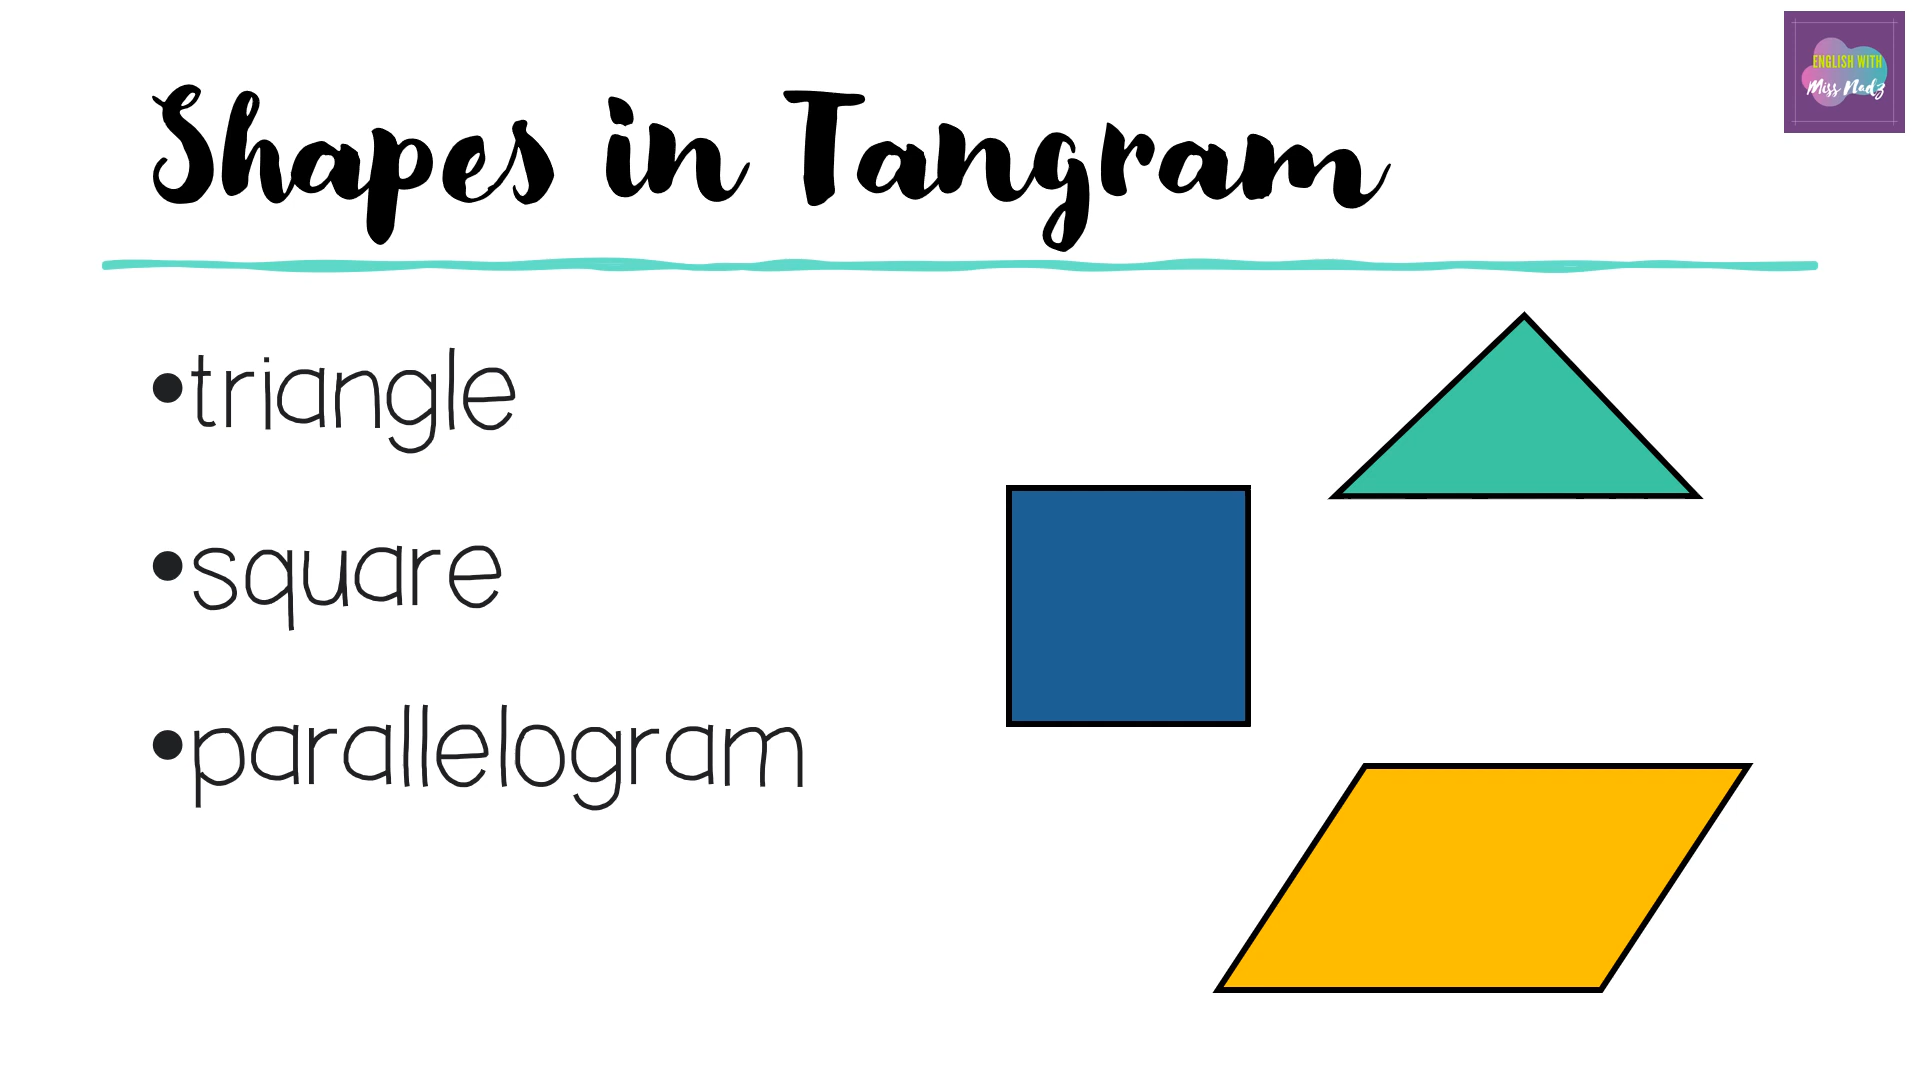 Shapes in Tangram
ENGLISH WITH
Miss Nadz
•triangle
•square
•parallelogram